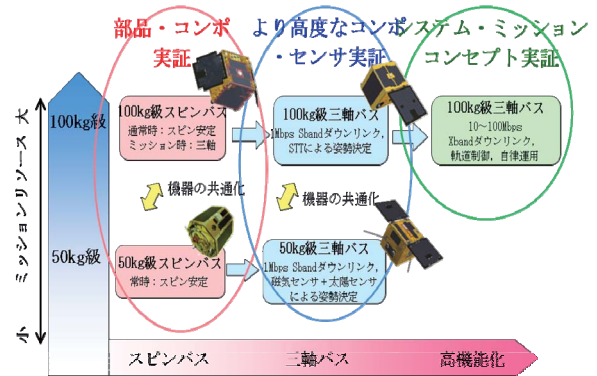 部品・コンポ
実証
より高度なコンポ
・センサ実証
システム・ミッション
コンセプト実証
大
ミッションリソース
小
100kg級
50kg級
100kg級スピンバス
通常時：スピン安定
ミッション時：三軸
100kg級三軸バス
1Mbps Sbandダウンリンク,
STTによる姿勢決定
100kg級三軸バス
10～100Mbps
Xbandダウンリンク,
軌道制御, 自律運用
機器の共通化
機器の共通化
50kg級スピンバス
常時：スピン安定
50kg級三軸バス
1Mbps Sbandダウンリンク,
磁気センサ＋太陽センサ
による姿勢決定
スピンバス
三軸バス
高機能化